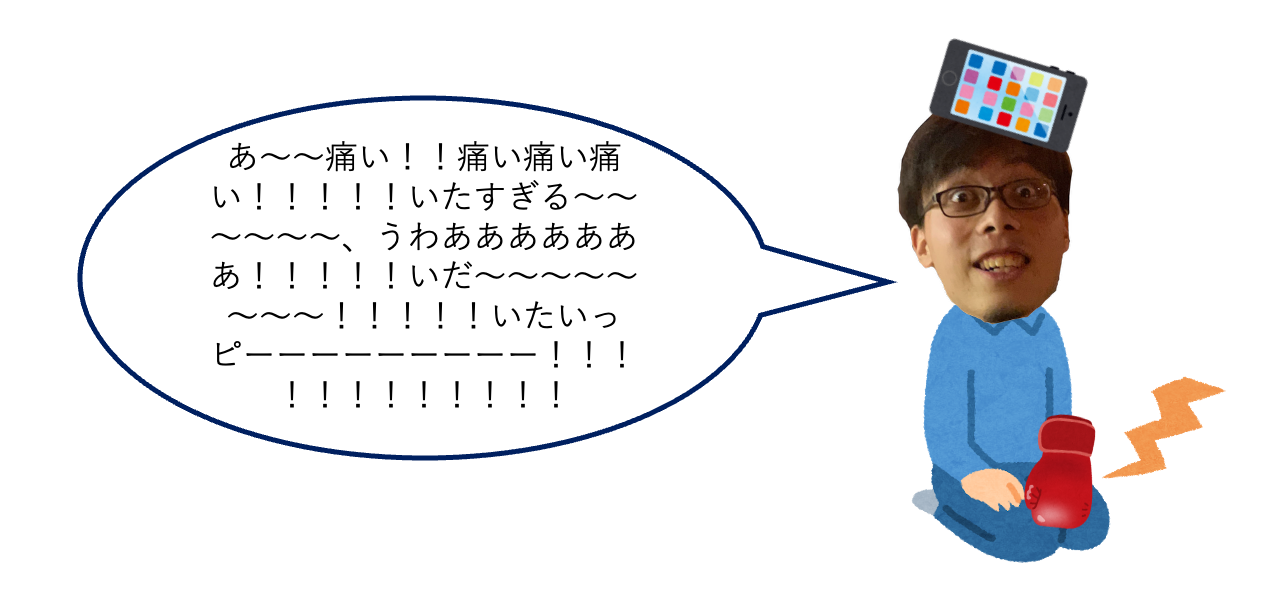 あ～～痛い！！痛い痛い痛
い！！！！！いたすぎる～～
～～～～、うわあああああああ
あ！！！！！いだ～～～～～
～～～！！！！！いたいっ
ピーーーーーーーーー！！！
！！！！！！！！！